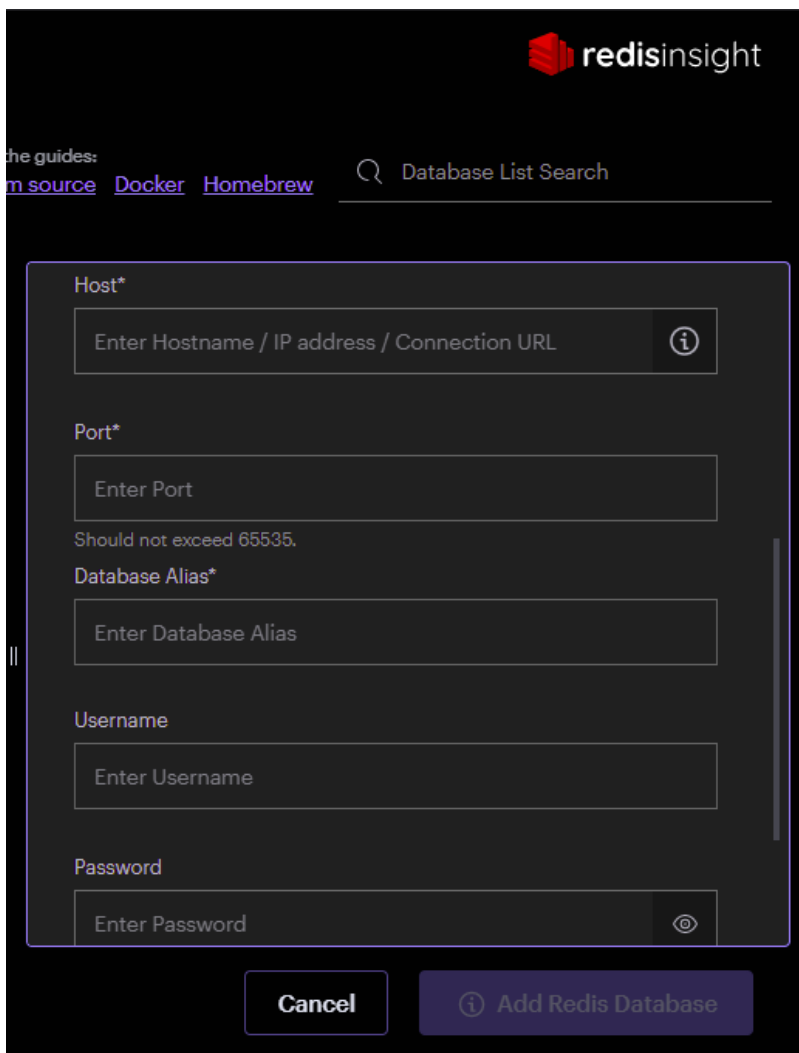 redisinsight
the guides:
m source Docker Homebrew
Database List Search
Host*
Enter Hostname / IP address / Connection URL
Port*
Enter Port
Should not exceed 65535.
Database Alias*
Enter Database Alias
Username
Enter Username
Password
Enter Password
Cancel
Add Redis Database